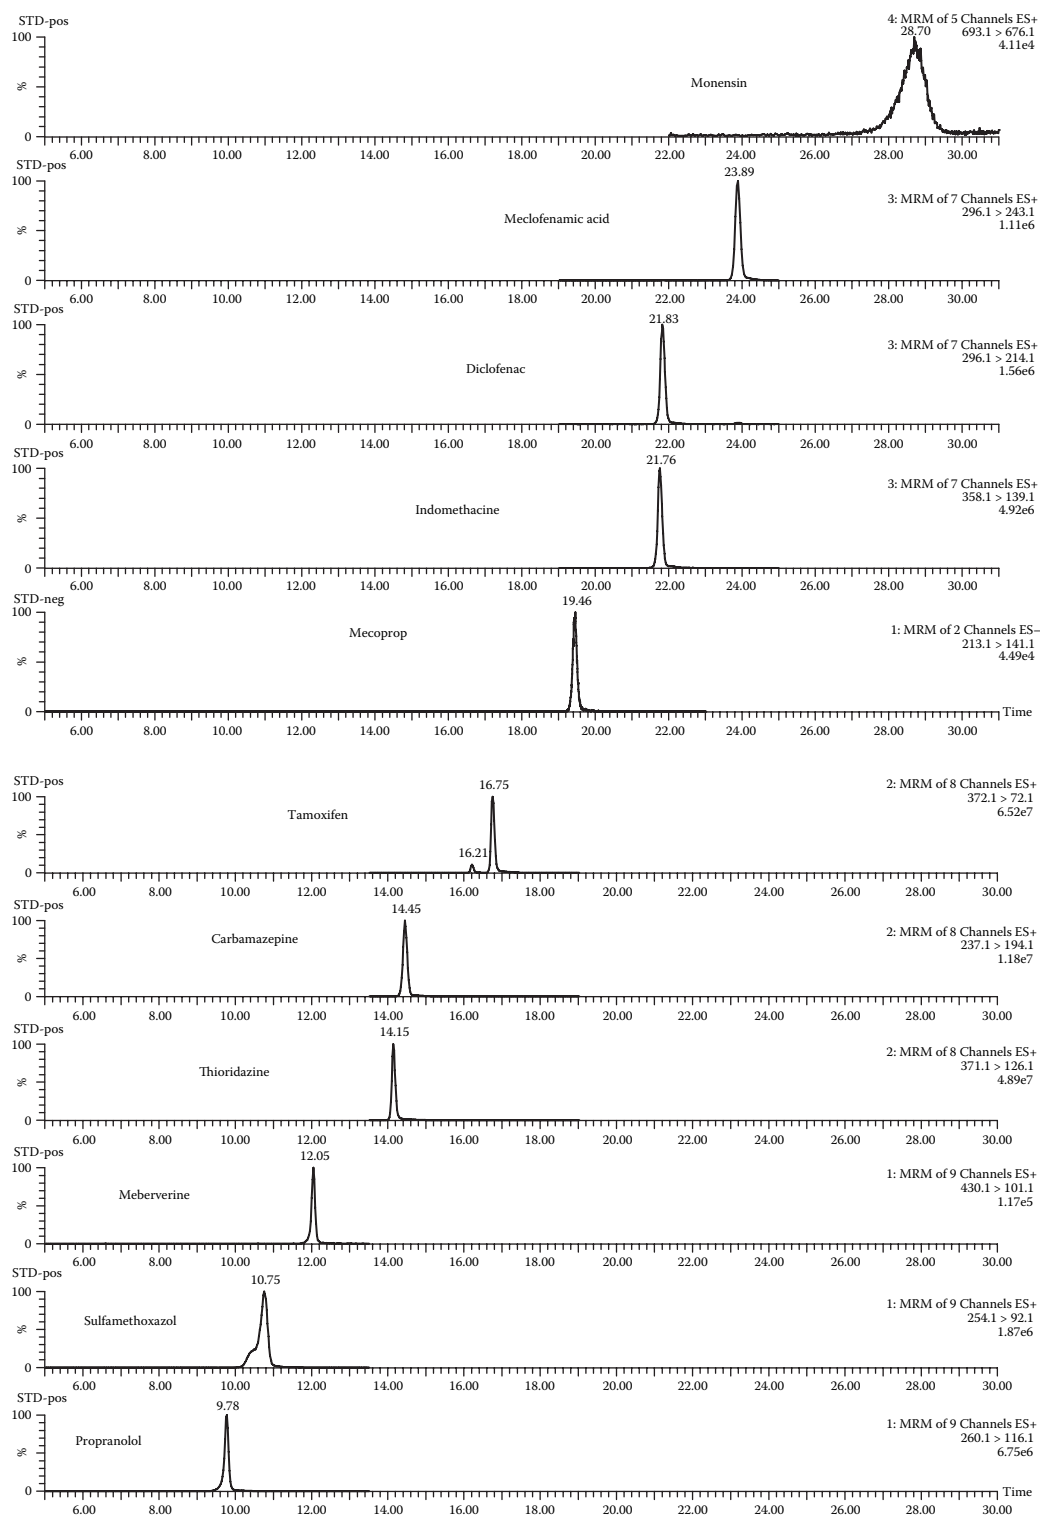 STD-pos
4: MRM of 5 Channels ES+
28.70
693.1 > 676.1
4.11e4
100
%
Monensin
0
6.00 8.00 10.00 12.00 14.00 16.00 18.00 20.00 22.00 24.00 26.00 28.00 30.00
STD-pos
23.89
100
3: MRM of 7 Channels ES+
296.1 > 243.1
1.11e6
%
Meclofenamic acid
0
6.00 8.00 10.00 12.00 14.00 16.00 18.00 20.00 22.00 24.00 26.00 28.00 30.00
STD-pos
21.83
100
3: MRM of 7 Channels ES+
296.1 > 214.1
1.56e6
%
Diclofenac
0
6.00 8.00 10.00 12.00 14.00 16.00 18.00 20.00 22.00 24.00 26.00 28.00 30.00
STD-pos
21.76
100
3: MRM of 7 Channels ES+
358.1 > 139.1
4.92e6
%
Indomethacine
0
6.00 8.00 10.00 12.00 14.00 16.00 18.00 20.00 22.00 24.00 26.00 28.00 30.00
STD-neg
19.46
100
1: MRM of 2 Channels ES–
213.1 > 141.1
4.49e4
%
Mecoprop
0
Time
6.00 8.00 10.00 12.00 14.00 16.00 18.00 20.00 22.00 24.00 26.00 28.00 30.00
STD-pos
16.75
2: MRM of 8 Channels ES+
372.1 > 72.1
6.52e7
100
%
Tamoxifen
16.21
0
6.00 8.00 10.00 12.00 14.00 16.00 18.00 20.00 22.00 24.00 26.00 28.00 30.00
STD-pos
14.45
100
2: MRM of 8 Channels ES+
237.1 > 194.1
1.18e7
%
Carbamazepine
0
6.00 8.00 10.00 12.00 14.00 16.00 18.00 20.00 22.00 24.00 26.00 28.00 30.00
STD-pos
14.15
100
2: MRM of 8 Channels ES+
371.1 > 126.1
4.89e7
%
Thioridazine
0
6.00 8.00 10.00 12.00 14.00 16.00 18.00 20.00 22.00 24.00 26.00 28.00 30.00
STD-pos
12.05
100
1: MRM of 9 Channels ES+
430.1 > 101.1
1.17e5
%
Meberverine
0
6.00 8.00 10.00 12.00 14.00 16.00 18.00 20.00 22.00 24.00 26.00 28.00 30.00
STD-pos
10.75
100
1: MRM of 9 Channels ES+
254.1 > 92.1
1.87e6
%
Sulfamethoxazol
0
6.00 8.00 10.00 12.00 14.00 16.00 18.00 20.00 22.00 24.00 26.00 28.00 30.00
STD-pos
9.78
100
1: MRM of 9 Channels ES+
260.1 > 116.1
6.75e6
%
Propranolol
0
Time
6.00 8.00 10.00 12.00 14.00 16.00 18.00 20.00 22.00 24.00 26.00 28.00 30.00